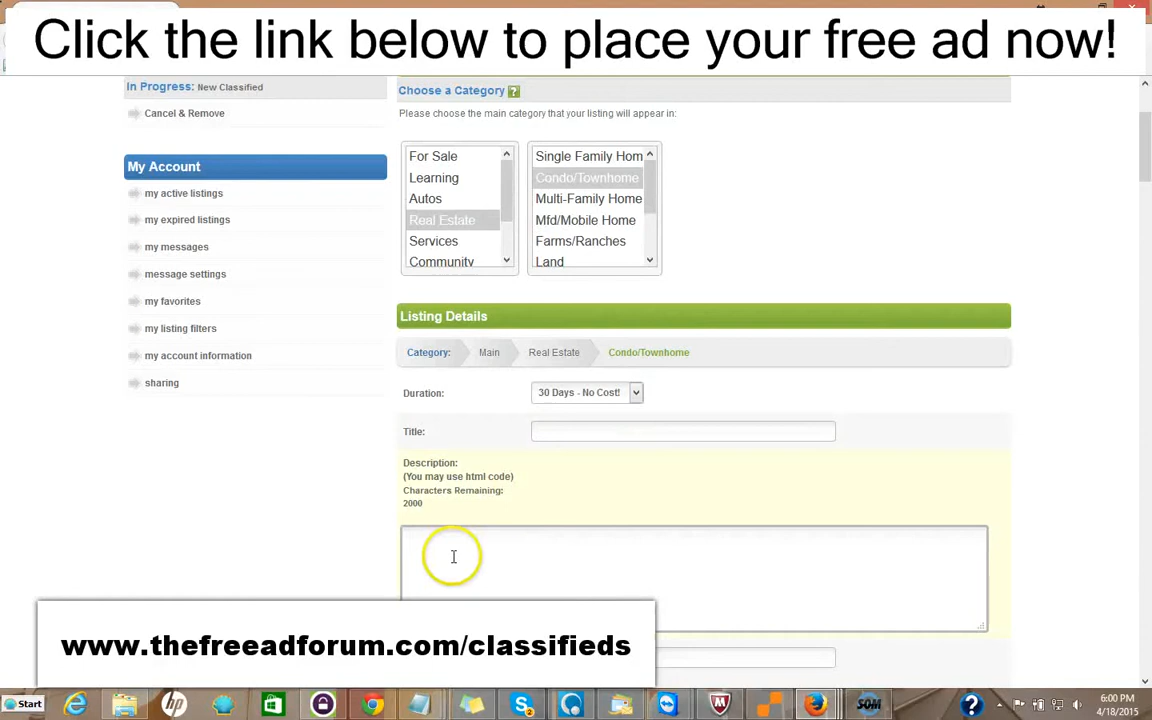 Click the link below to place your free ad now!
In Progress: New Classified
Cancel & Remove
My Account
my active listings
my expired listings
my messages
message settings
my favorites
my listing filters
my account information
sharing
Choose a Category ?
Please choose the main category that your listing will appear in:
For Sale
Learning
Autos
Real Estate
Services
Community
Single Family Hom
Condo/Townhome
Multi-Family Home
Mfd/Mobile Home
Farms/Ranches
Land
Listing Details
Category: Main Real Estate Condo/Townhome
Duration: 30 Days - No Cost!
Title:
Description:
(You may use html code)
Characters Remaining:
2000
www.thefreeadforum.com/classifieds
Start
hp
S 2
SOM
?
6:00 PM
4/18/2015